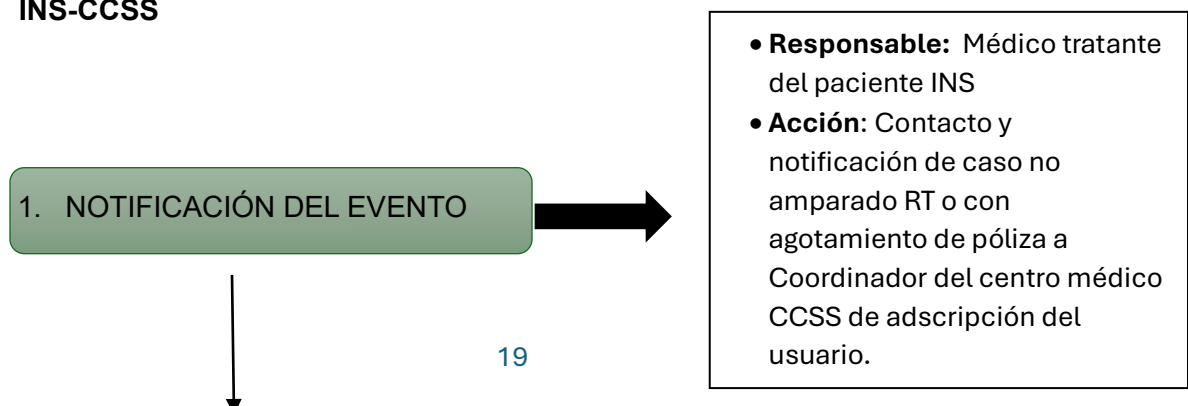 INS-CCSS
1. NOTIFICACIÓN DEL EVENTO
• Responsable: Médico tratante
del paciente INS
• Acción: Contacto y
notificación de caso no
amparado RT o con
agotamiento de póliza a
Coordinador del centro médico
CCSS de adscripción del
usuario.
19